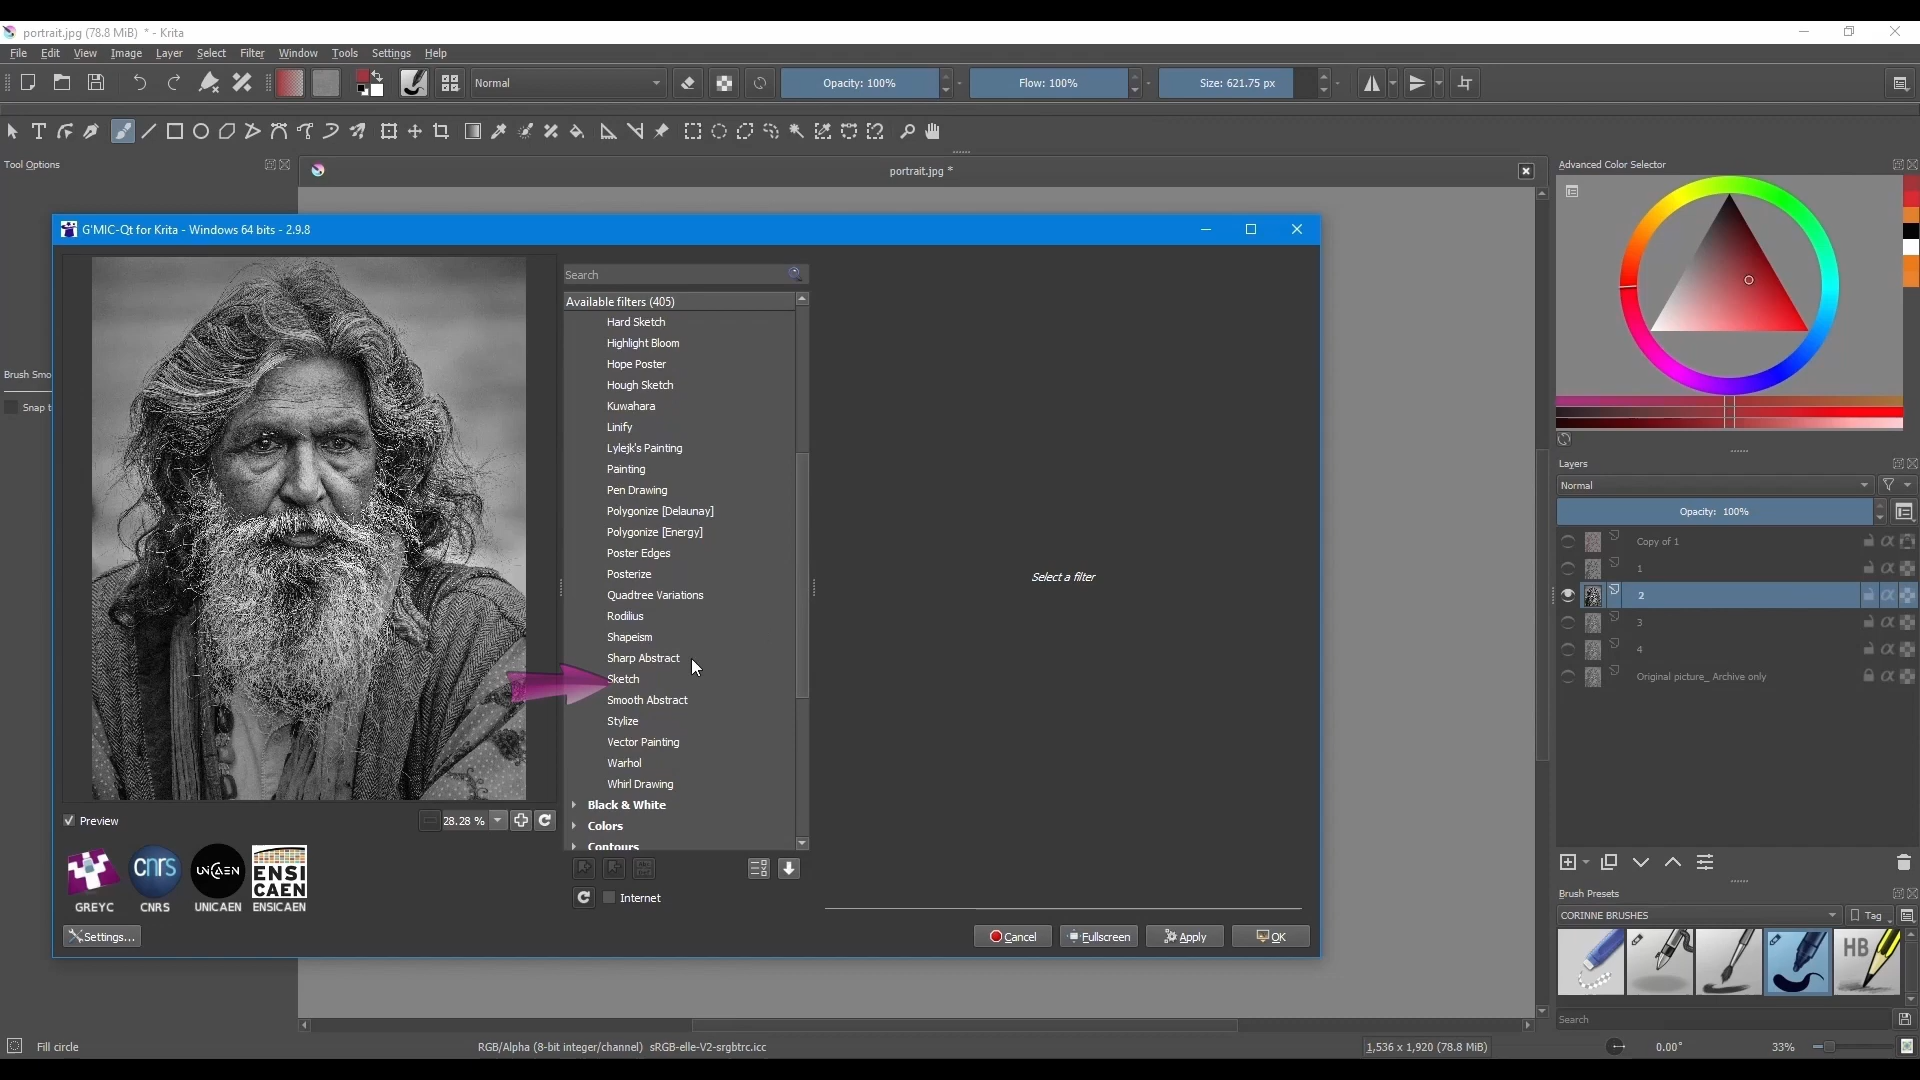 portrait.jpg (78.8 MiB) * - Krita
File Edit View Image Layer Select Filter Window Tools Settings Help
Normal
Opacity: 100%
Flow: 100%
Size: 621.75 px
Tool Options
portrait.jpg *
Advanced Color Selector
G'MIC-Qt for Krita - Windows 64 bits - 2.9.8
Search
Available filters (405)
Hard Sketch
Highlight Bloom
Hope Poster
Hough Sketch
Kuwahara
Linify
Lylejk's Painting
Painting
Pen Drawing
Polygonize [Delaunay]
Polygonize [Energy]
Poster Edges
Posterize
Quadtree Variations
Rodilius
Shapeism
Sharp Abstract
Sketch
Smooth Abstract
Stylize
Vector Painting
Warhol
Whirl Drawing
Black & White
Colors
Contours
Select a filter
Brush Smo
Snap t
Preview
28.28 %
Internet
GREYC
cnrs
CNRS
UNICAEN
UNICAEN
ENSI
CAEN
ENSICAEN
Settings...
Cancel
Fullscreen
Apply
OK
Layers
Normal
Opacity: 100%
Copy of 1
1
2
3
4
Original picture_ Archive only
Brush Presets
CORINNE BRUSHES
Tag
HB
Search
Fill circle
RGB/Alpha (8-bit integer/channel) sRGB-elle-V2-srgbtrc.icc
1,536 x 1,920 (78.8 MiB)
0.00°
33%